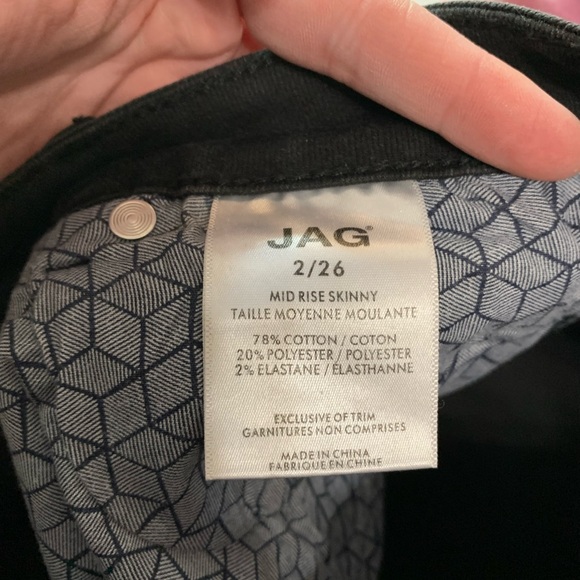 JAG®
2/26
MID RISE SKINNY
TAILLE MOYENNE MOULANTE
78% COTTON / COTON
20% POLYESTER / POLYESTER
2% ELASTANE / ÉLASTHANNE
EXCLUSIVE OF TRIM
GARNITURES NON COMPRISES
MADE IN CHINA
FABRIQUE EN CHINE